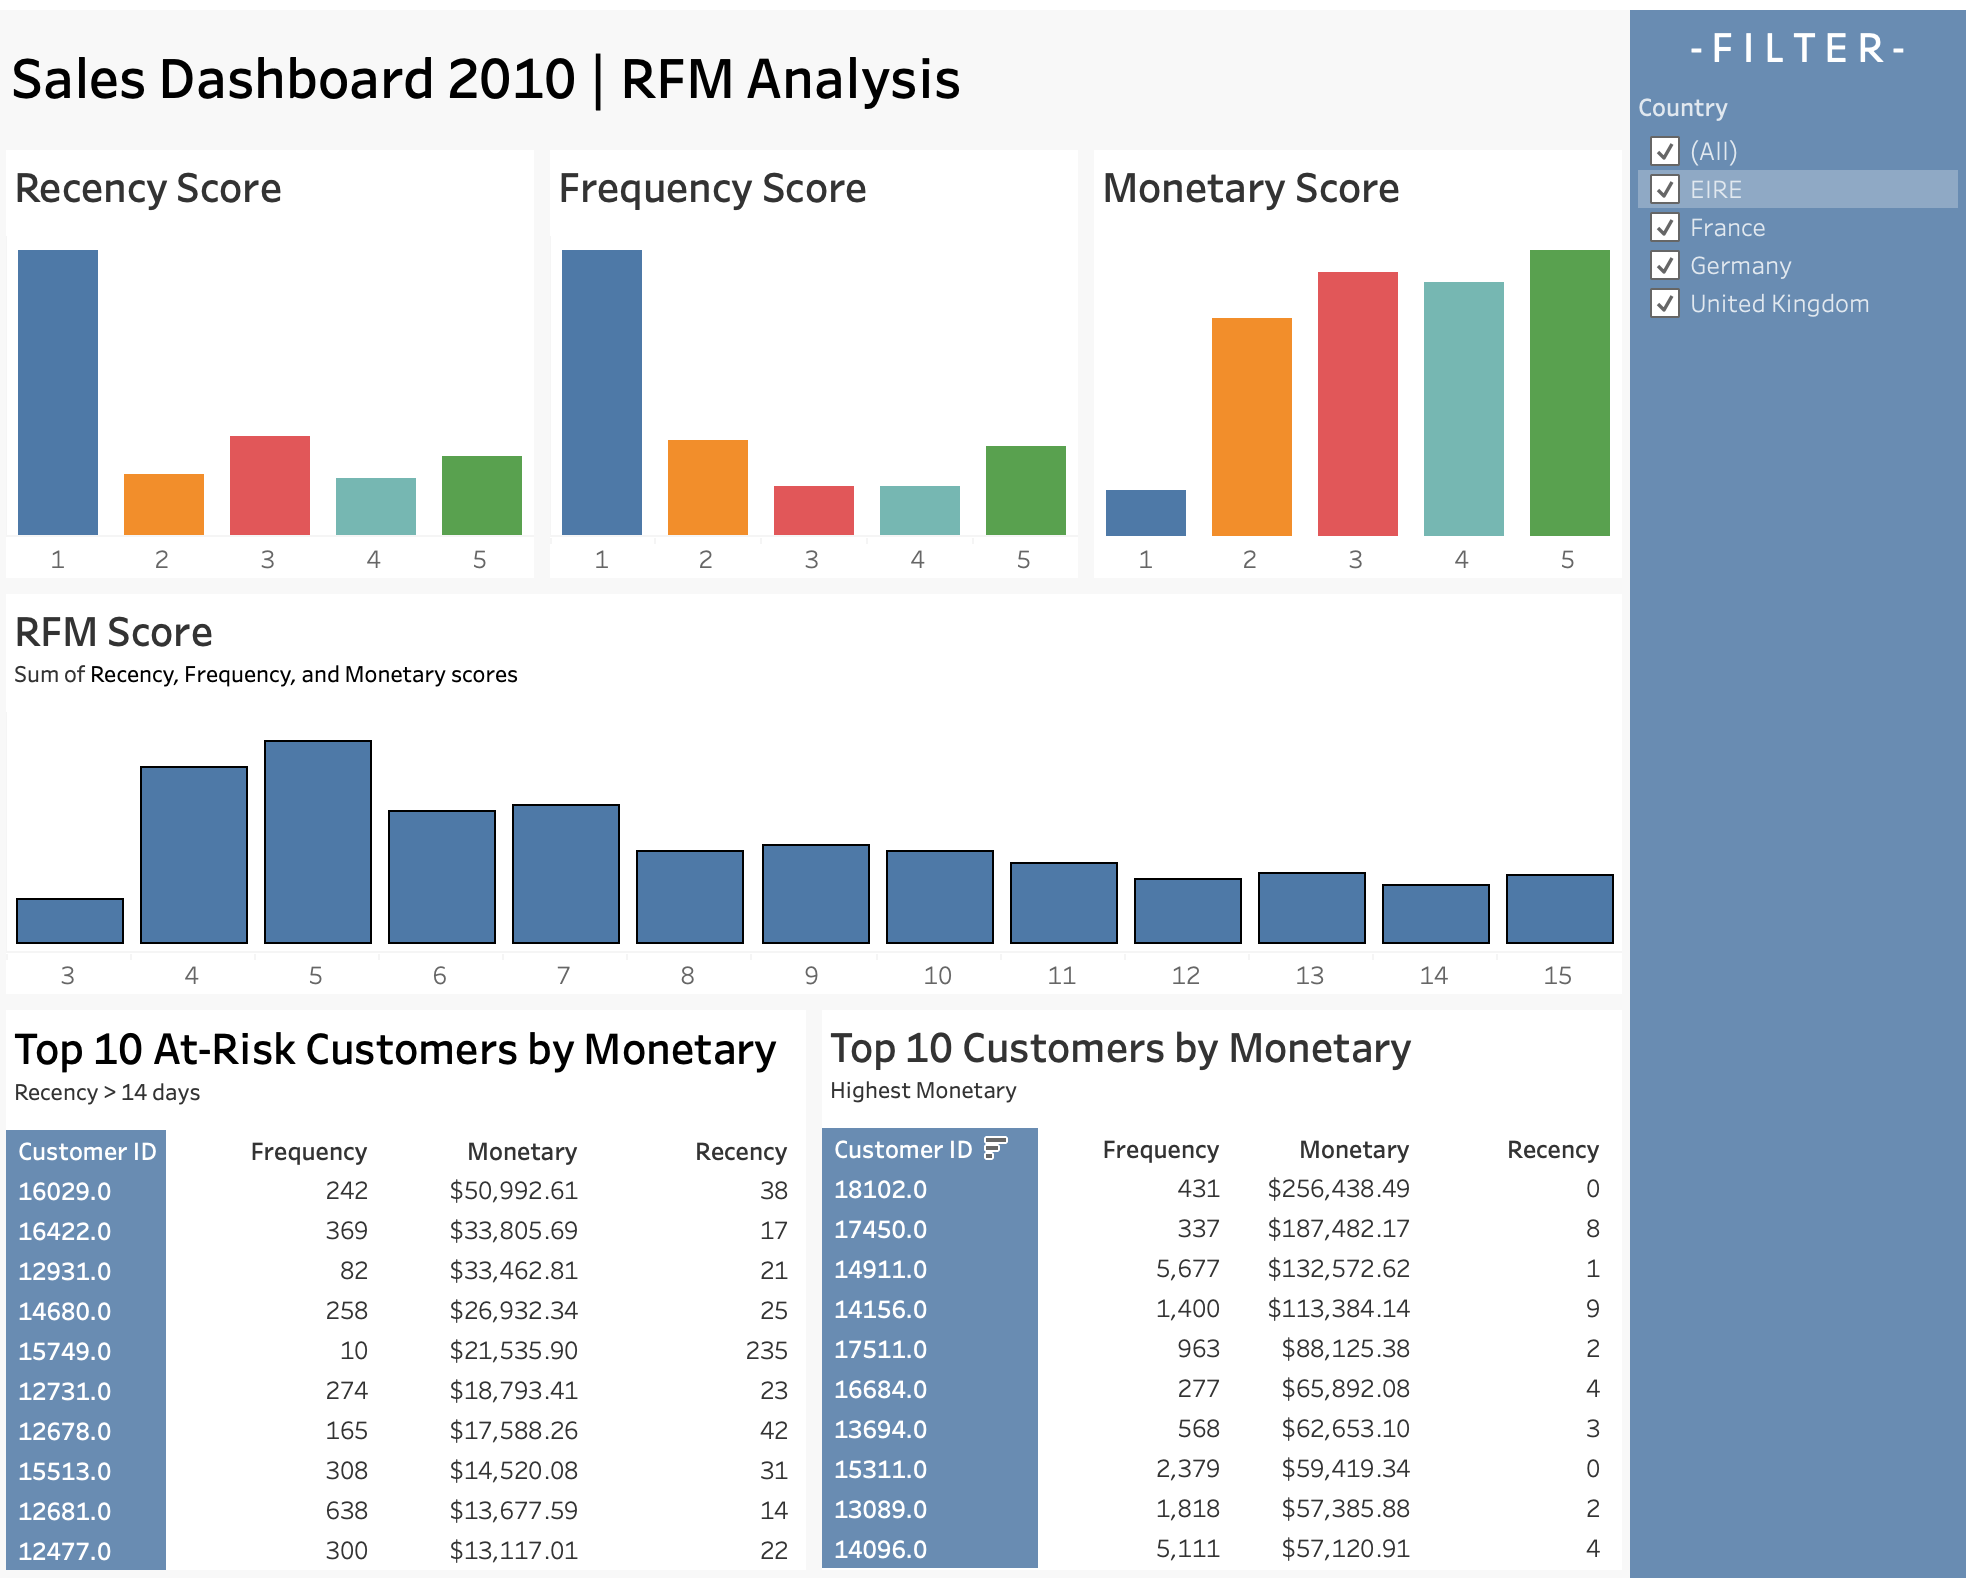 Sales Dashboard 2010 | RFM Analysis
Recency Score
1 2 3 4 5
Frequency Score
1 2 3 4 5
Monetary Score
1 2 3 4 5
RFM Score
Sum of Recency, Frequency, and Monetary scores
3 4 5 6 7 8 9 10 11 12 13 14 15
Top 10 At-Risk Customers by Monetary
Recency > 14 days
Customer ID Frequency Monetary Recency
16029.0 242 $50,992.61 38
16422.0 369 $33,805.69 17
12931.0 82 $33,462.81 21
14680.0 258 $26,932.34 25
15749.0 10 $21,535.90 235
12731.0 274 $18,793.41 23
12678.0 165 $17,588.26 42
15513.0 308 $14,520.08 31
12681.0 638 $13,677.59 14
12477.0 300 $13,117.01 22
Top 10 Customers by Monetary
Highest Monetary
Customer ID Frequency Monetary Recency
18102.0 431 $256,438.49 0
17450.0 337 $187,482.17 8
14911.0 5,677 $132,572.62 1
14156.0 1,400 $113,384.14 9
17511.0 963 $88,125.38 2
16684.0 277 $65,892.08 4
13694.0 568 $62,653.10 3
15311.0 2,379 $59,419.34 0
13089.0 1,818 $57,385.88 2
14096.0 5,111 $57,120.91 4
-FILTER-
Country
(All)
EIRE
France
Germany
United Kingdom